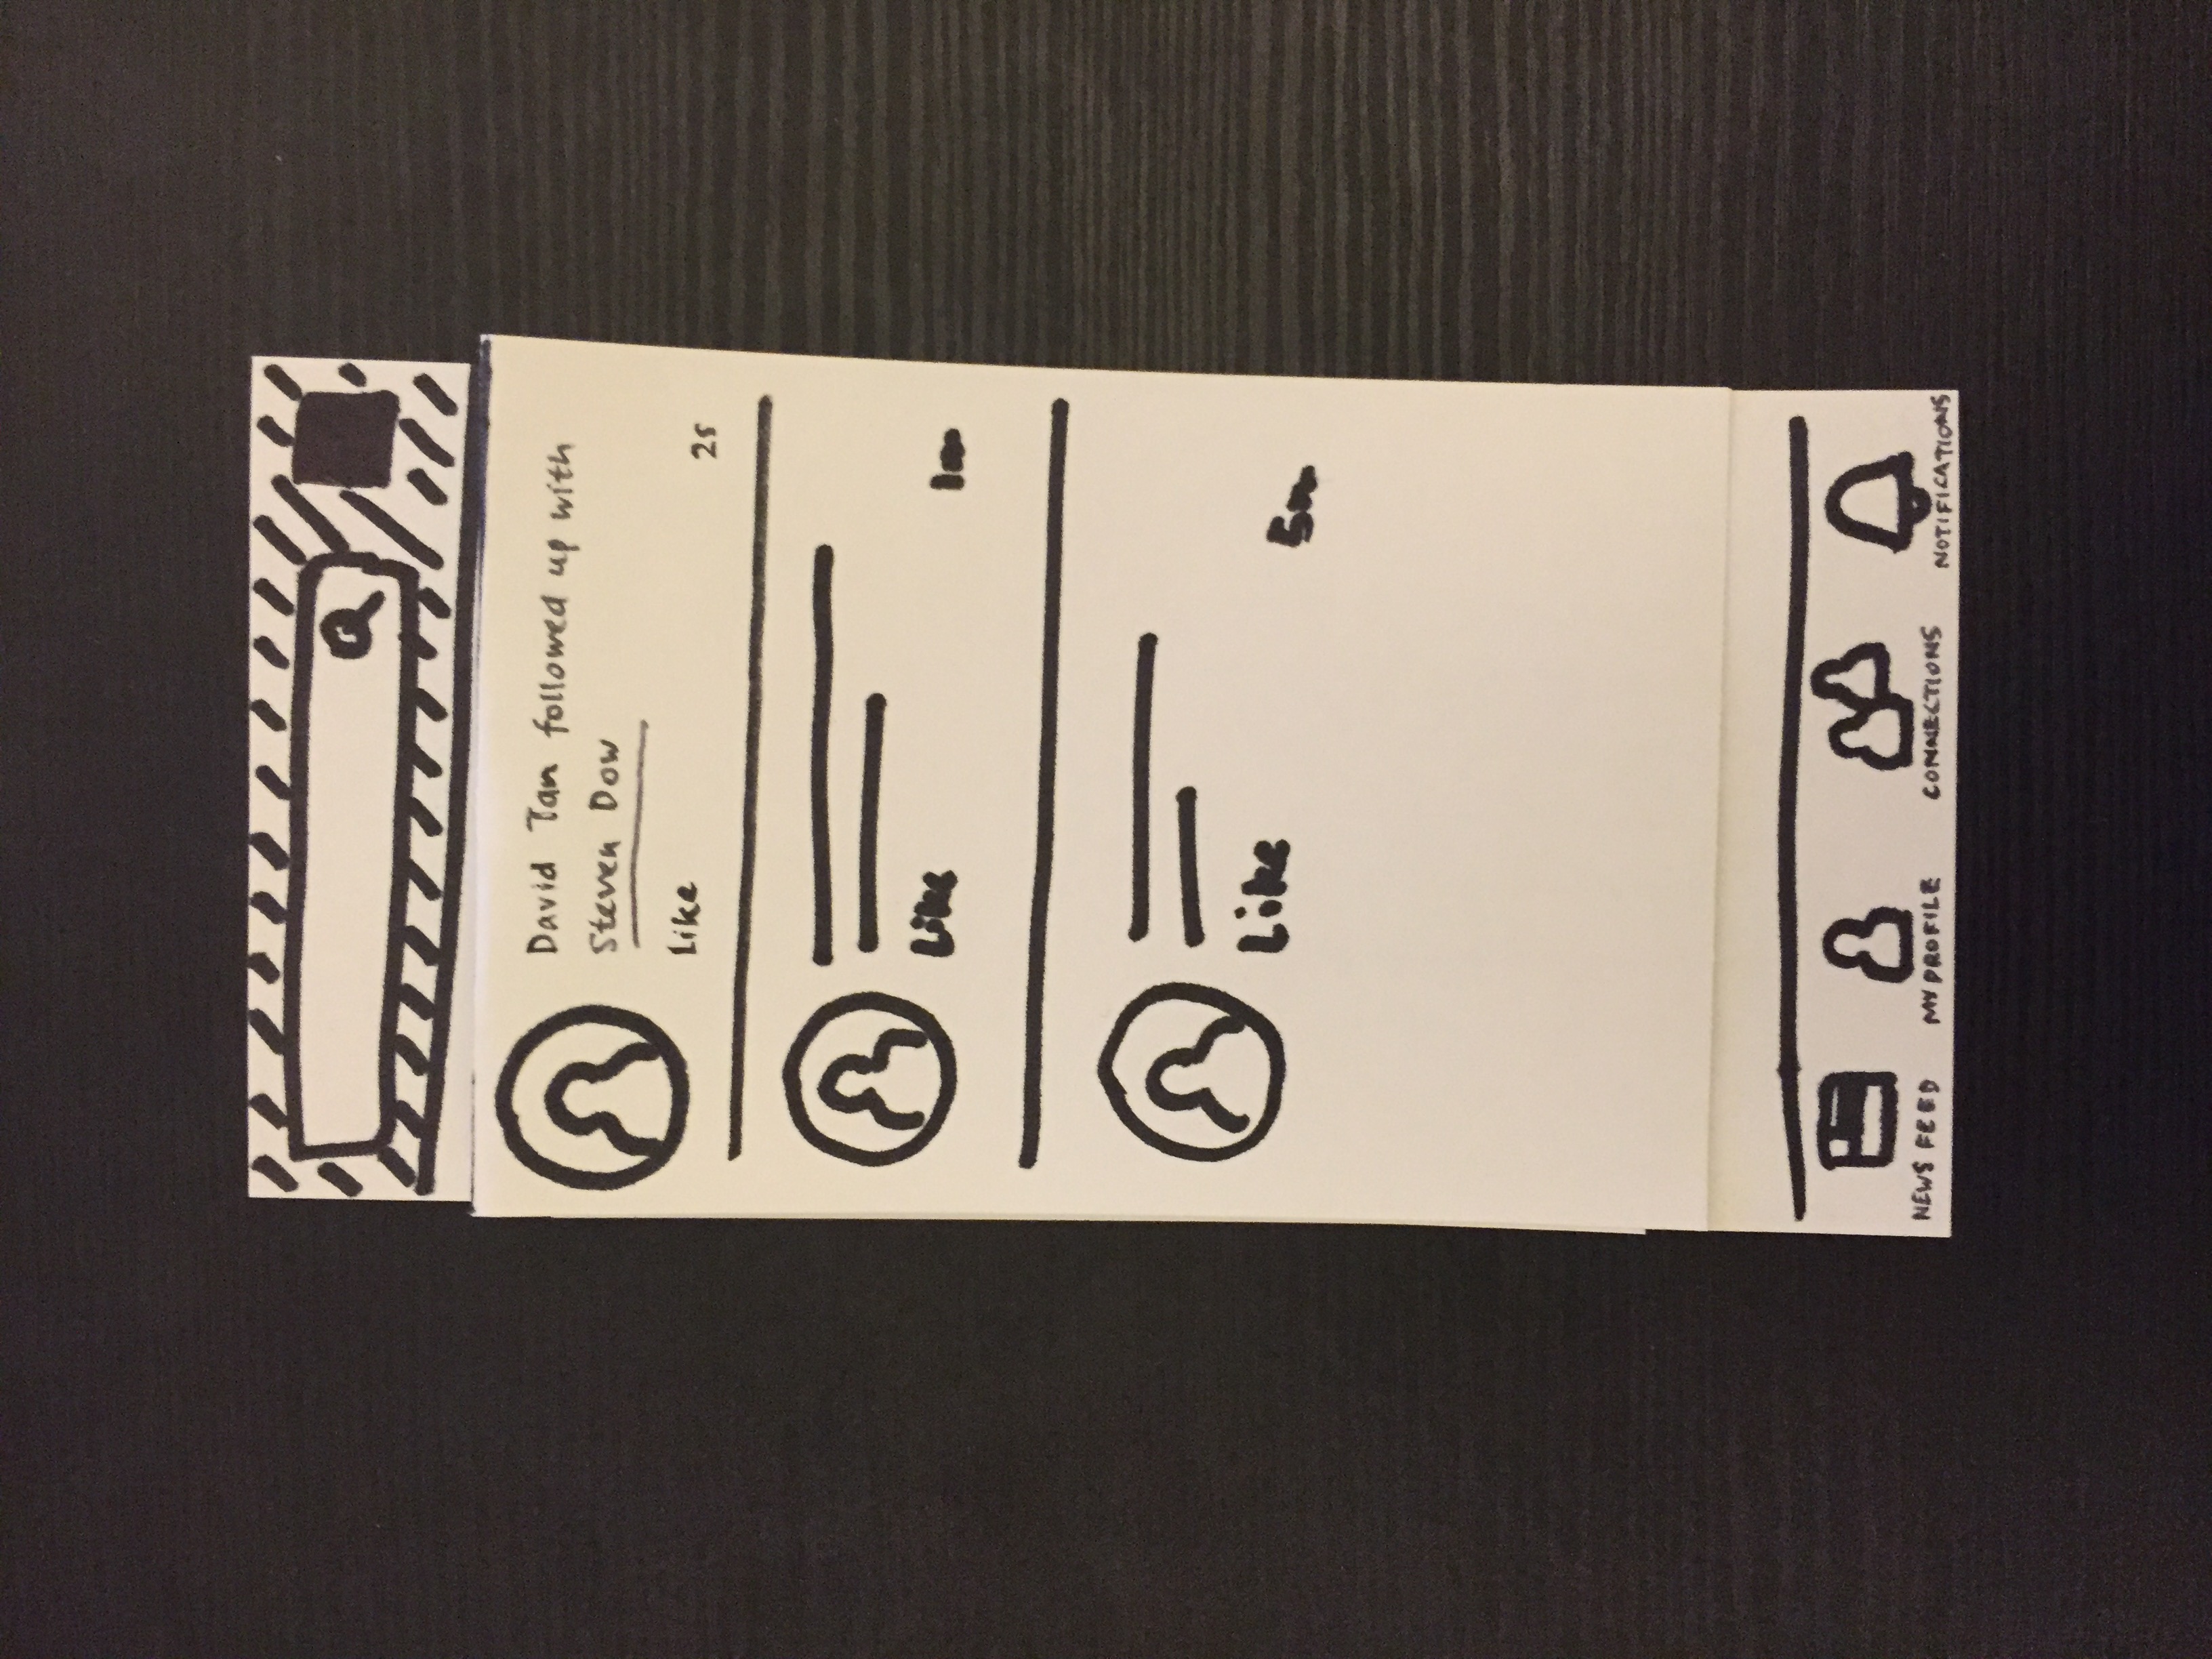 David Tan followed up with
Steven Dow
Like
2s
Like
1m
Like
5m
NEWS FEED
MY PROFILE
CONNECTIONS
NOTIFICATIONS